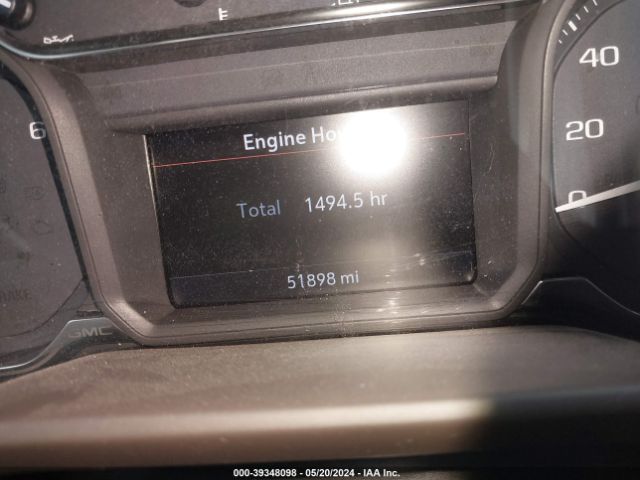 Engine
Total 1494.5 hr
51898 mi
6
40
20
0
GMC
000-39348098 - 05/20/2024 - IAA Inc.